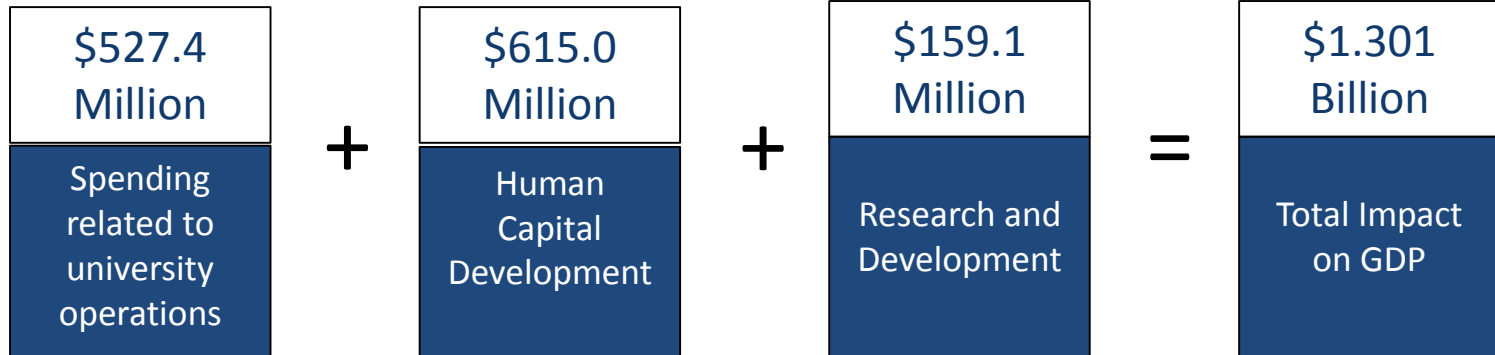 $527.4
Million
Spending
related to
university
operations
+
$615.0
Million
Human
Capital
Development
+
$159.1
Million
Research and
Development
=
$1.301
Billion
Total Impact
on GDP